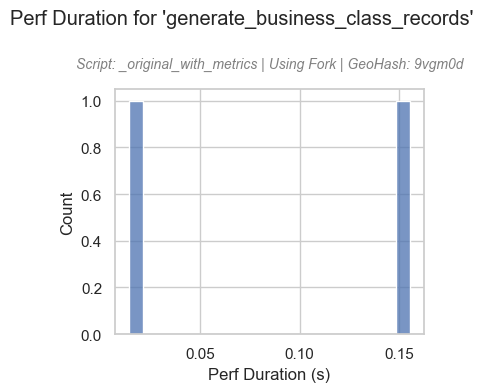 Perf Duration for 'generate_business_class_records'
Script: _original_with_metrics | Using Fork | GeoHash: 9vgm0d
1.0
0.8
0.6
0.4
0.2
0.0
Count
0.05
0.10
0.15
Perf Duration (s)